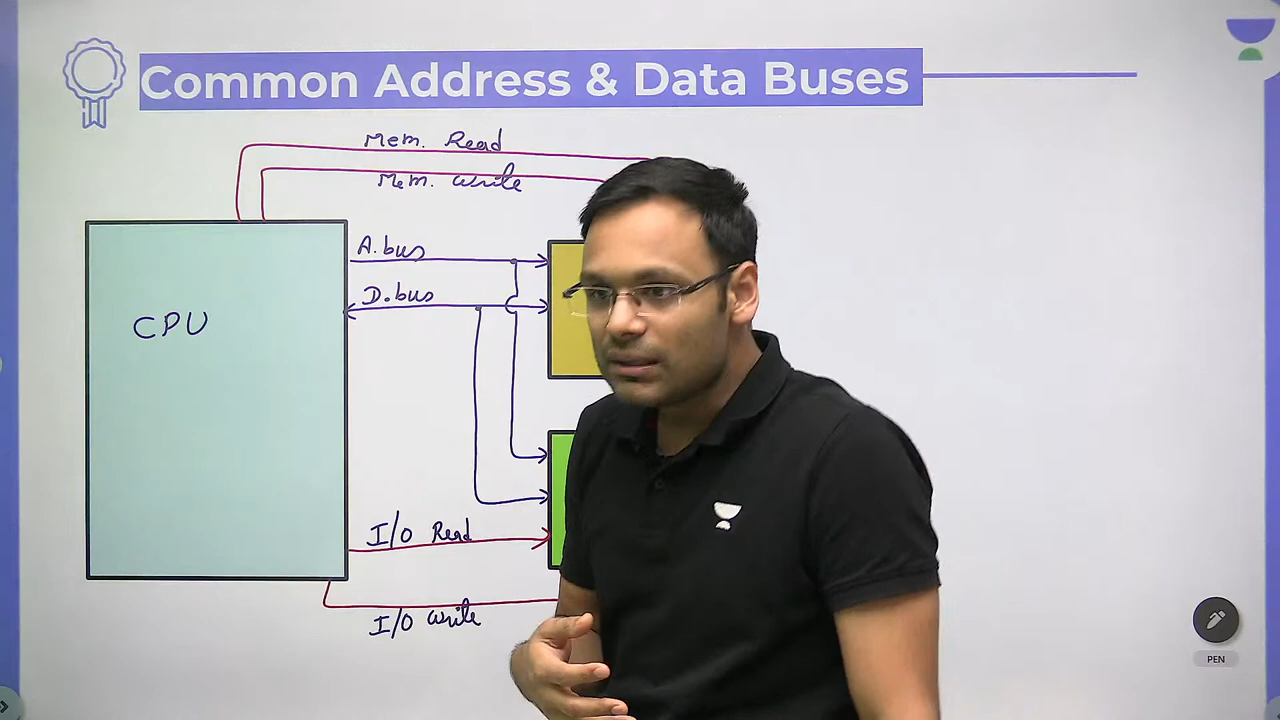 Common Address & Data Buses
Mem. Read
Mem. Write
A.bus
D.bus
CPU
I/O Read
I/O Write
PEN